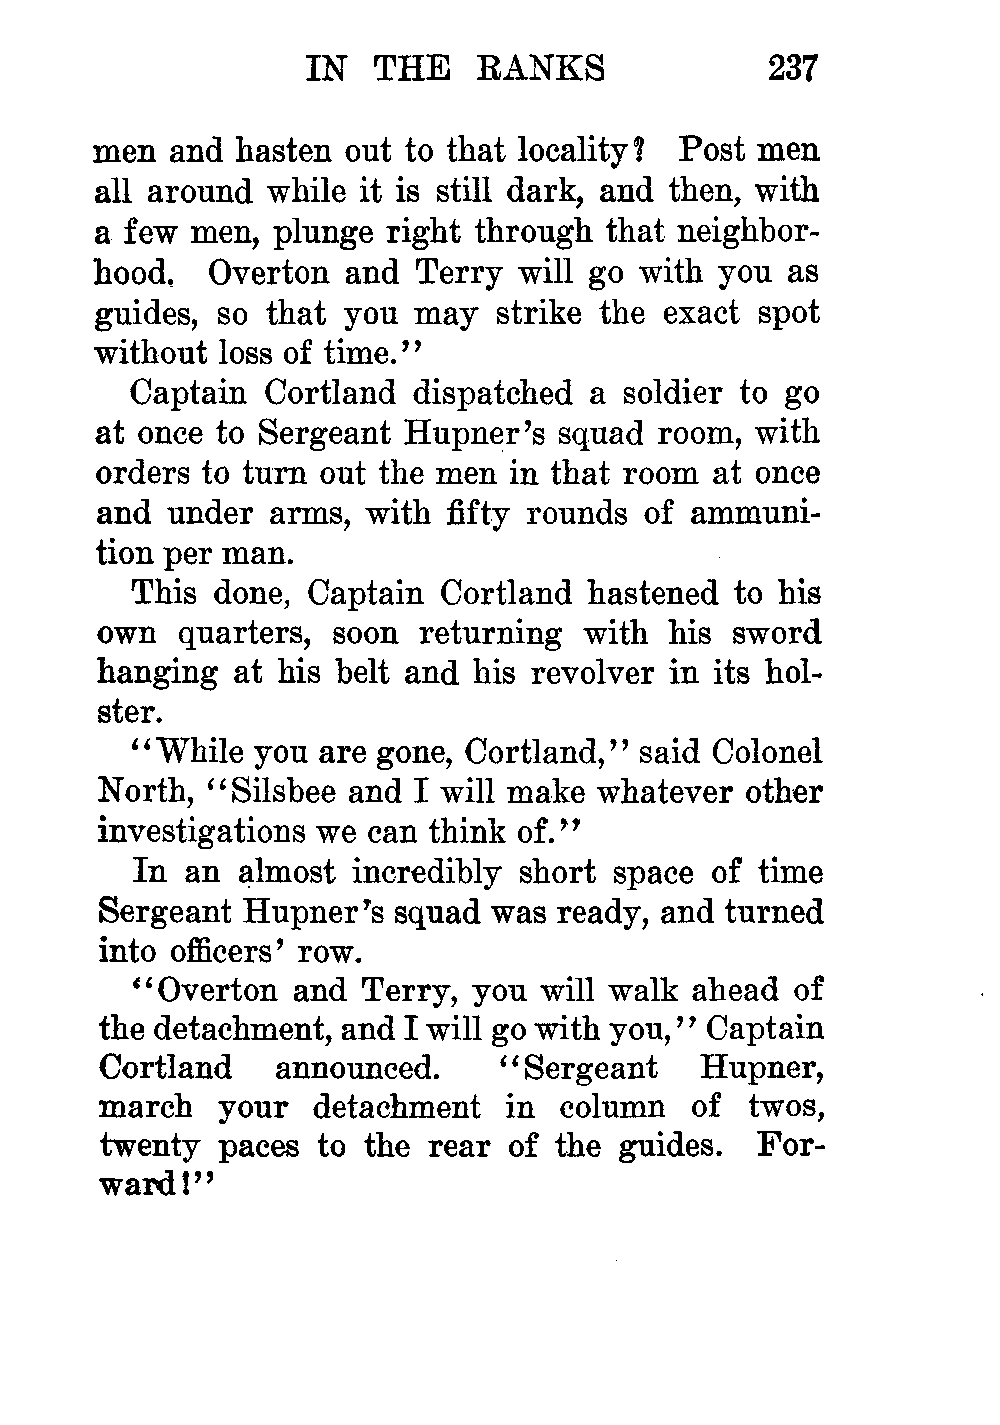 IN THE RANKS 237
men and hasten out to that locality? Post men
all around while it is still dark, and then, with
a few men, plunge right through that neighbor-
hood. Overton and Terry will go with you as
guides, so that you may strike the exact spot
without loss of time.''
Captain Cortland dispatched a soldier to go
at once to Sergeant Hupner's squad room, with
orders to turn out the men in that room at once
and under arms, with fifty rounds of ammuni-
tion per man.
This done, Captain Cortland hastened to his
own quarters, soon returning with his sword
hanging at his belt and his revolver in its hol-
ster.
"While you are gone, Cortland," said Colonel
North, "Silsbee and I will make whatever other
investigations we can think of."
In an almost incredibly short space of time
Sergeant Hupner's squad was ready, and turned
into officers' row.
"Overton and Terry, you will walk ahead of
the detachment, and I will go with you," Captain
Cortland announced. "Sergeant Hupner,
march your detachment in column of twos,
twenty paces to the rear of the guides. For-
ward!"